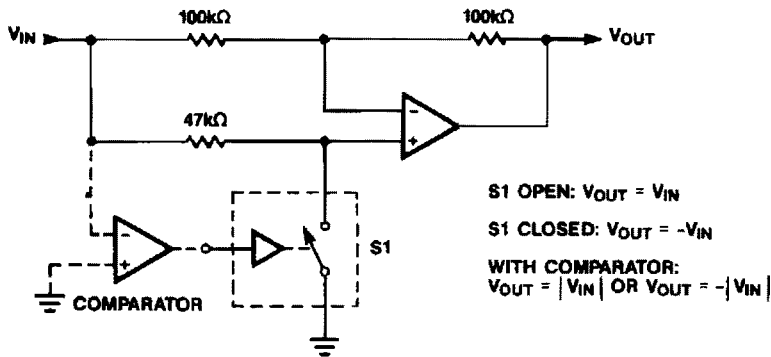 100kΩ
100kΩ
VIN
VOUT
-
+
47kΩ
S1 OPEN: VOUT = VIN
S1 CLOSED: VOUT = -VIN
WITH COMPARATOR:
VOUT = |VIN| OR VOUT = -|VIN|
-
+
S1
COMPARATOR